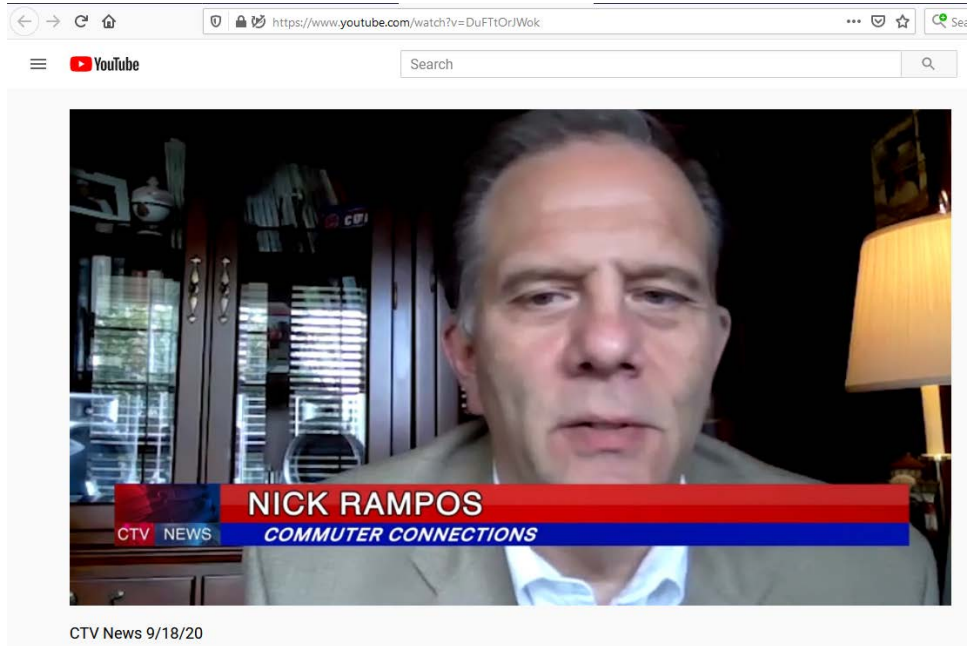 https://www.youtube.com/watch?v=DuFTtOrJWok
YouTube
Search
NICK RAMPOS
CTV NEWS
COMMUTER CONNECTIONS
CTV News 9/18/20